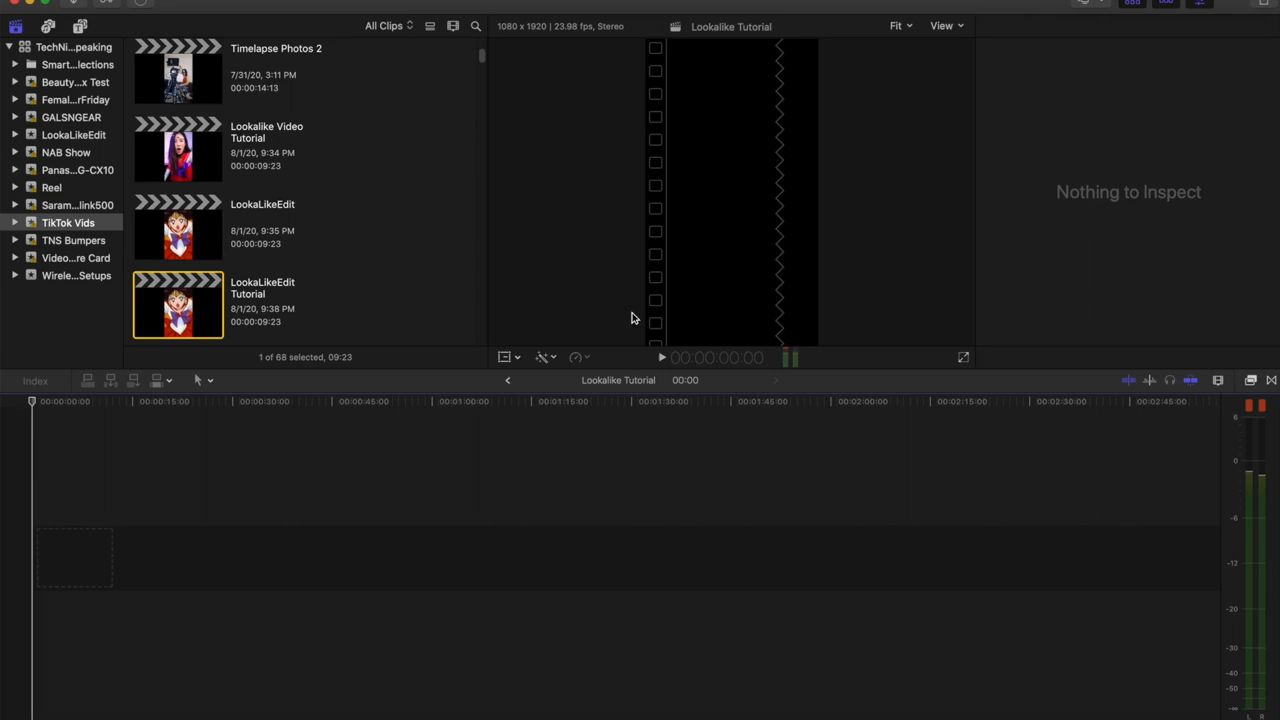 All Clips
1080 x 1920 | 23.98 fps, Stereo
Lookalike Tutorial
Fit
View
TechNi...peaking
Smart...lections
Beauty...x Test
Femal...rFriday
GALSNGEAR
LookaLikeEdit
NAB Show
Panas...G-CX10
Reel
Saram...link500
TikTok Vids
TNS Bumpers
Video...re Card
Wirele...Setups
Timelapse Photos 2
7/31/20, 3:11 PM
00:00:14:13
Lookalike Video
Tutorial
8/1/20, 9:34 PM
00:00:09:23
LookaLikeEdit
8/1/20, 9:35 PM
00:00:09:23
LookaLikeEdit
Tutorial
8/1/20, 9:38 PM
00:00:09:23
Nothing to Inspect
1 of 68 selected, 09:23
00:00:00:00
Index
Lookalike Tutorial
00:00
00:00:00:00
00:00:15:00
00:00:30:00
00:00:45:00
00:01:00:00
00:01:15:00
00:01:30:00
00:01:45:00
00:02:00:00
00:02:15:00
00:02:30:00
00:02:45:00
6
0
-6
-12
-20
-30
-40
-50
-∞
L R